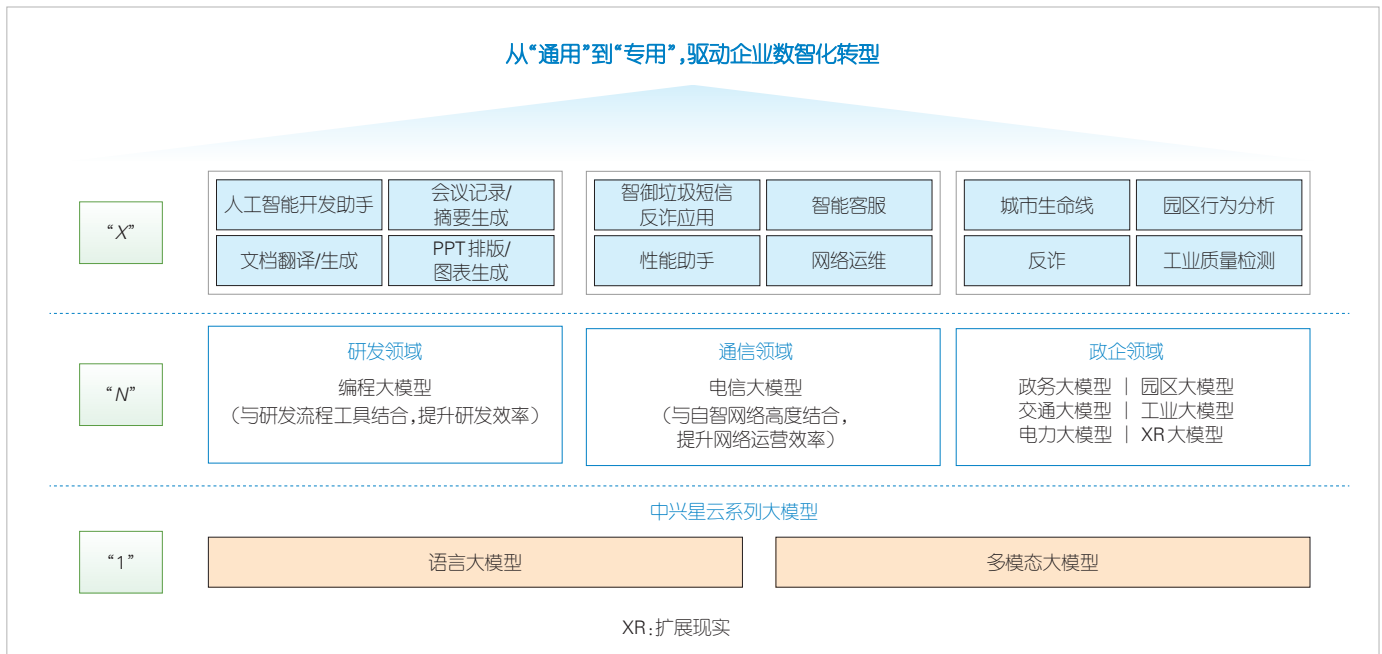 从“通用”到“专用”,驱动企业数智化转型
“X”
人工智能开发助手
会议记录/
摘要生成
文档翻译/生成
PPT排版/
图表生成
智御垃圾短信
反诈应用
智能客服
性能助手
网络运维
城市生命线
园区行为分析
反诈
工业质量检测
“N”
研发领域
编程大模型
（与研发流程工具结合,提升研发效率）
通信领域
电信大模型
（与自智网络高度结合,
提升网络运营效率）
政企领域
政务大模型 | 园区大模型
交通大模型 | 工业大模型
电力大模型 | XR大模型
中兴星云系列大模型
“1”
语言大模型
多模态大模型
XR:扩展现实